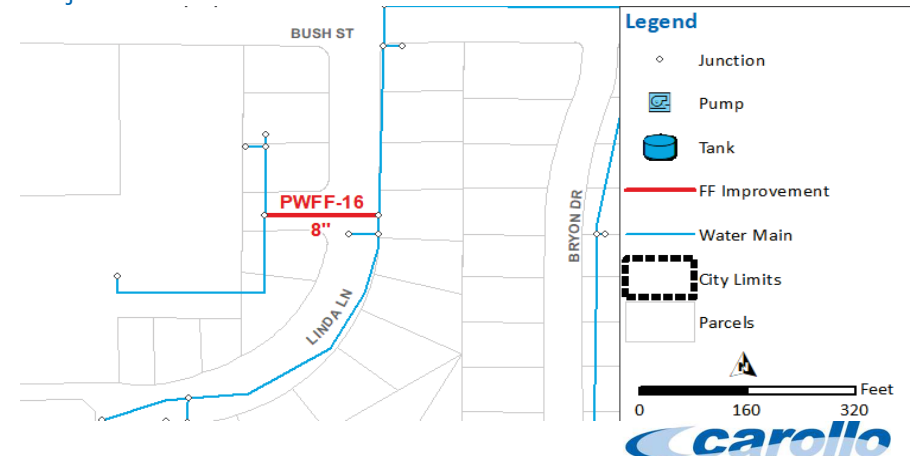 BUSH ST
PWFF-16
8"
LINDA LN
BRYON DR
Legend
Junction
Pump
Tank
FF Improvement
Water Main
City Limits
Parcels
N
Feet
0 160 320
carollo